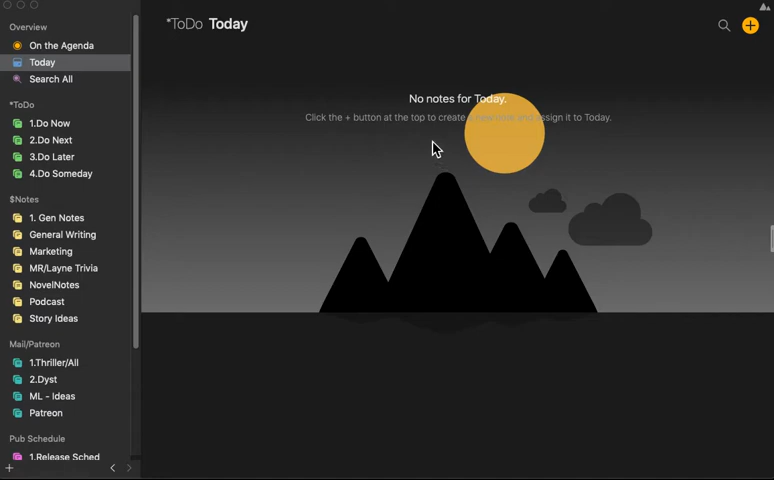 Overview
On the Agenda
Today
Search All
*ToDo
1.Do Now
2.Do Next
3.Do Later
4.Do Someday
$Notes
1. Gen Notes
General Writing
Marketing
MR/Layne Trivia
NovelNotes
Podcast
Story Ideas
Mail/Patreon
1.Thriller/All
2.Dyst
ML - Ideas
Patreon
Pub Schedule
1.Release Sched
*ToDo Today
No notes for Today.
Click the + button at the top to create a new note and assign it to Today.